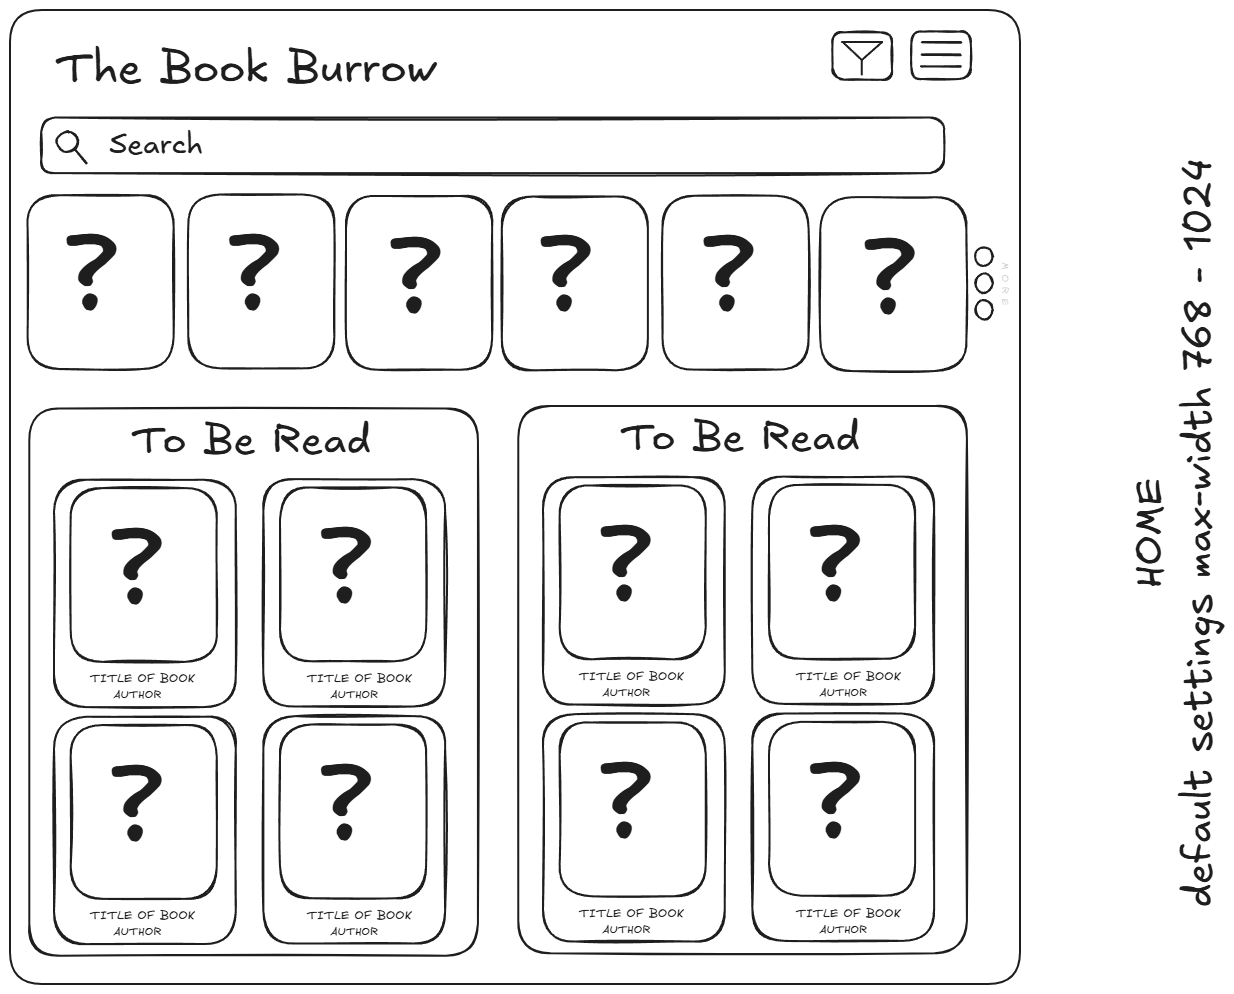 The Book Burrow
Search
? ? ? ? ? ?
MORE
To Be Read
? ?
TITLE OF BOOK TITLE OF BOOK
AUTHOR AUTHOR
? ?
TITLE OF BOOK TITLE OF BOOK
AUTHOR AUTHOR
To Be Read
? ?
TITLE OF BOOK TITLE OF BOOK
AUTHOR AUTHOR
? ?
TITLE OF BOOK TITLE OF BOOK
AUTHOR AUTHOR
HOME
default settings max-width 768 - 1024